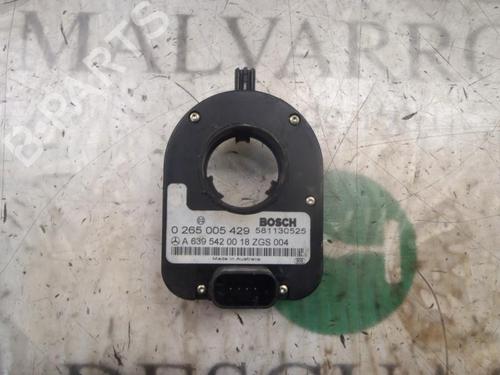 MALVARRO
B-PARTS
BOSCH
0 265 005 429 581130525
A 639 542 00 18 ZGS 004
Made in Australia